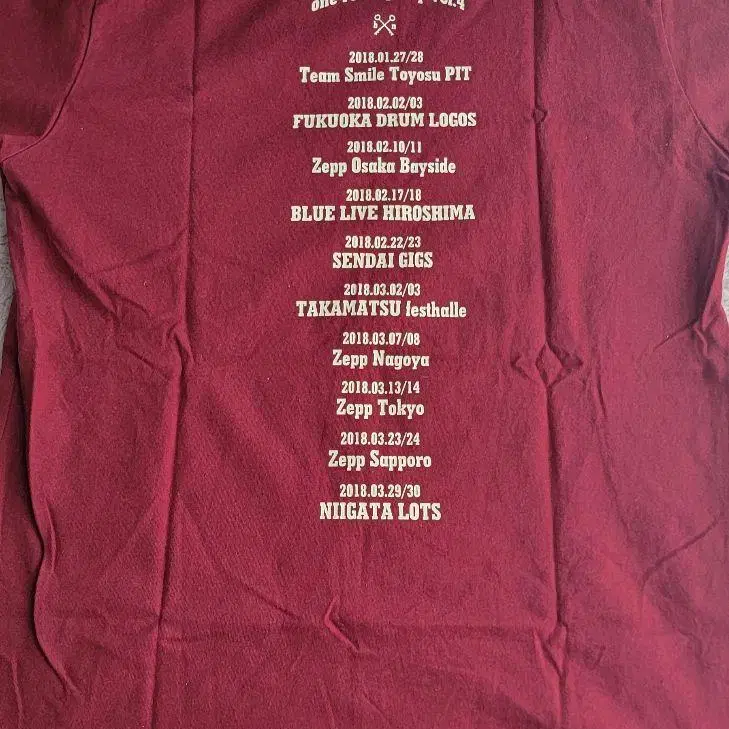 one
vol.4
2018.01.27/28
Team Smile Toyosu PIT
2018.02.02/03
FUKUOKA DRUM LOGOS
2018.02.10/11
Zepp Osaka Bayside
2018.02.17/18
BLUE LIVE HIROSHIMA
2018.02.22/23
SENDAI GIGS
2018.03.02/03
TAKAMATSU festhalle
2018.03.07/08
Zepp Nagoya
2018.03.13/14
Zepp Tokyo
2018.03.23/24
Zepp Sapporo
2018.03.29/30
NIIGATA LOTS